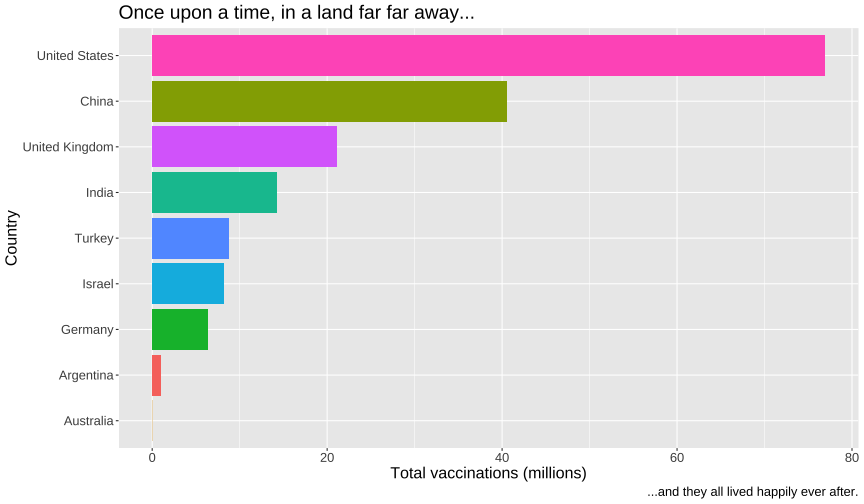 Once upon a time, in a land far far away...
United States
China
United Kingdom
India
Turkey
Israel
Germany
Argentina
Australia
Country
0 20 40 60 80
Total vaccinations (millions)
...and they all lived happily ever after.